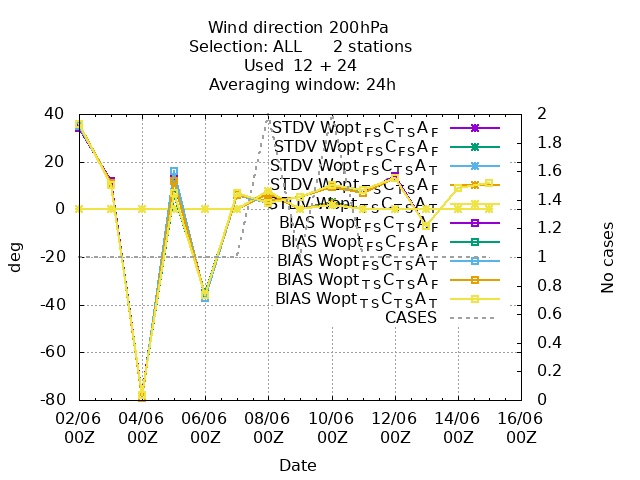 Wind direction 200hPa
Selection: ALL 2 stations
Used 12 + 24
Averaging window: 24h
40
20
0
-20
-40
-60
-80
deg
2
1.8
1.6
1.4
1.2
1
0.8
0.6
0.4
0.2
0
No cases
STDV Wopt FS C TS A F
STDV Wopt FS C FS A F
STDV Wopt FS C TS A T
STDV Wopt TS C TS A F
STDV Wopt TS C TS A T
BIAS Wopt FS C TS A F
BIAS Wopt FS C FS A F
BIAS Wopt FS C TS A T
BIAS Wopt TS C TS A F
BIAS Wopt TS C TS A T
CASES
02/06 04/06 06/06 08/06 10/06 12/06 14/06 16/06
00Z 00Z 00Z 00Z 00Z 00Z 00Z 00Z
Date